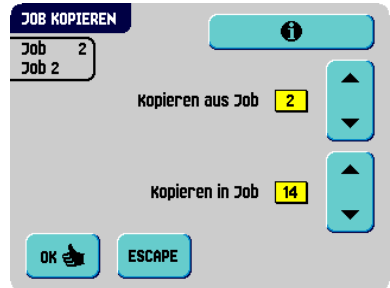 JOB KOPIEREN
Job 2
Job 2
Kopieren aus Job 2
Kopieren in Job 14
OK ESCAPE